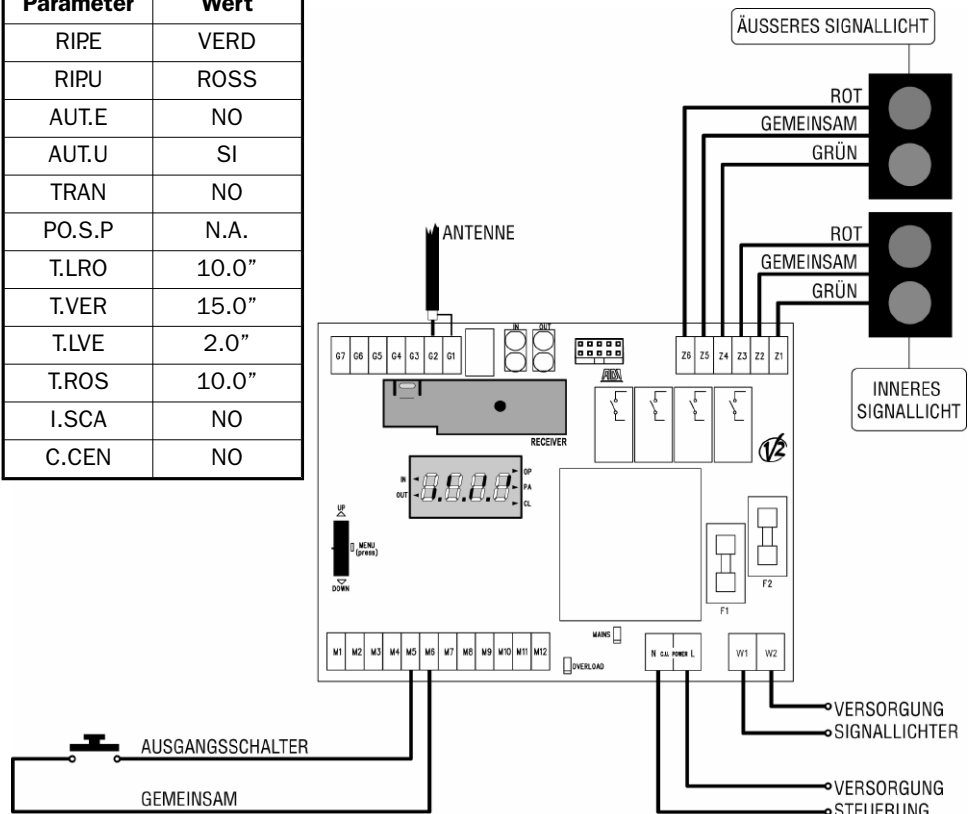 Parameter Wert
RIP.E VERD
RIP.U ROSS
AUT.E NO
AUT.U SI
TRAN NO
PO.S.P N.A.
T.LRO 10.0”
T.VER 15.0”
T.LVE 2.0”
T.ROS 10.0”
I.SCA NO
C.CEN NO
ÄUSSERES SIGNALLICHT
ROT
GEMEINSAM
GRÜN
ROT
GEMEINSAM
GRÜN
INNERES
SIGNALLICHT
ANTENNE
IN OUT
G7 G6 G5 G4 G3 G2 G1
Z6 Z5 Z4 Z3 Z2 Z1
RECEIVER
V2
IN
OUT
OP
PA
CL
UP
MENU
(press)
DOWN
F1
F2
MAINS
OVERLOAD
M1 M2 M3 M4 M5 M6 M7 M8 M9 M10 M11 M12
N C.U. POWER L
W1 W2
VERSORGUNG
SIGNALLICHTER
AUSGANGSSCHALTER
GEMEINSAM
VERSORGUNG
STEUERUNG